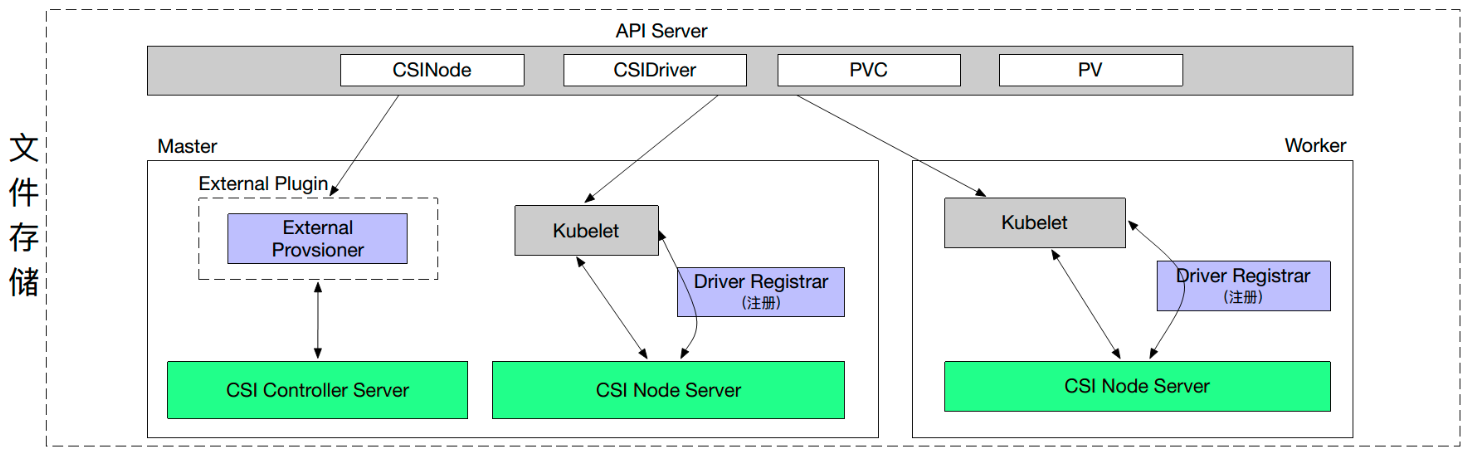 文件存储
API Server
CSINode
CSIDriver
PVC
PV
Master
Worker
External Plugin
External
Provsioner
Kubelet
Driver Registrar
(注册)
CSI Controller Server
CSI Node Server
Kubelet
Driver Registrar
(注册)
CSI Node Server